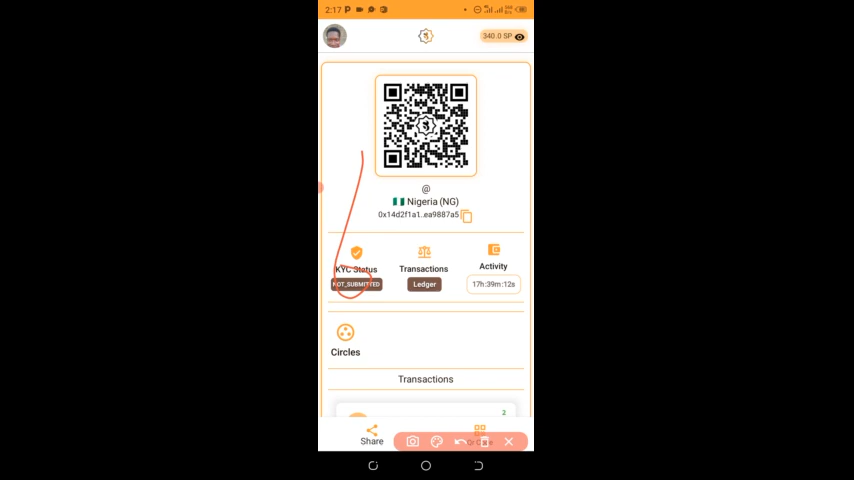 2:17 P
340.0 SP
@
Nigeria (NG)
0x14d2f1a1..ea9887a5
KYC Status
Transactions
Activity
NOT_SUBMITTED
Ledger
17h:39m:12s
Circles
Transactions
2
Share